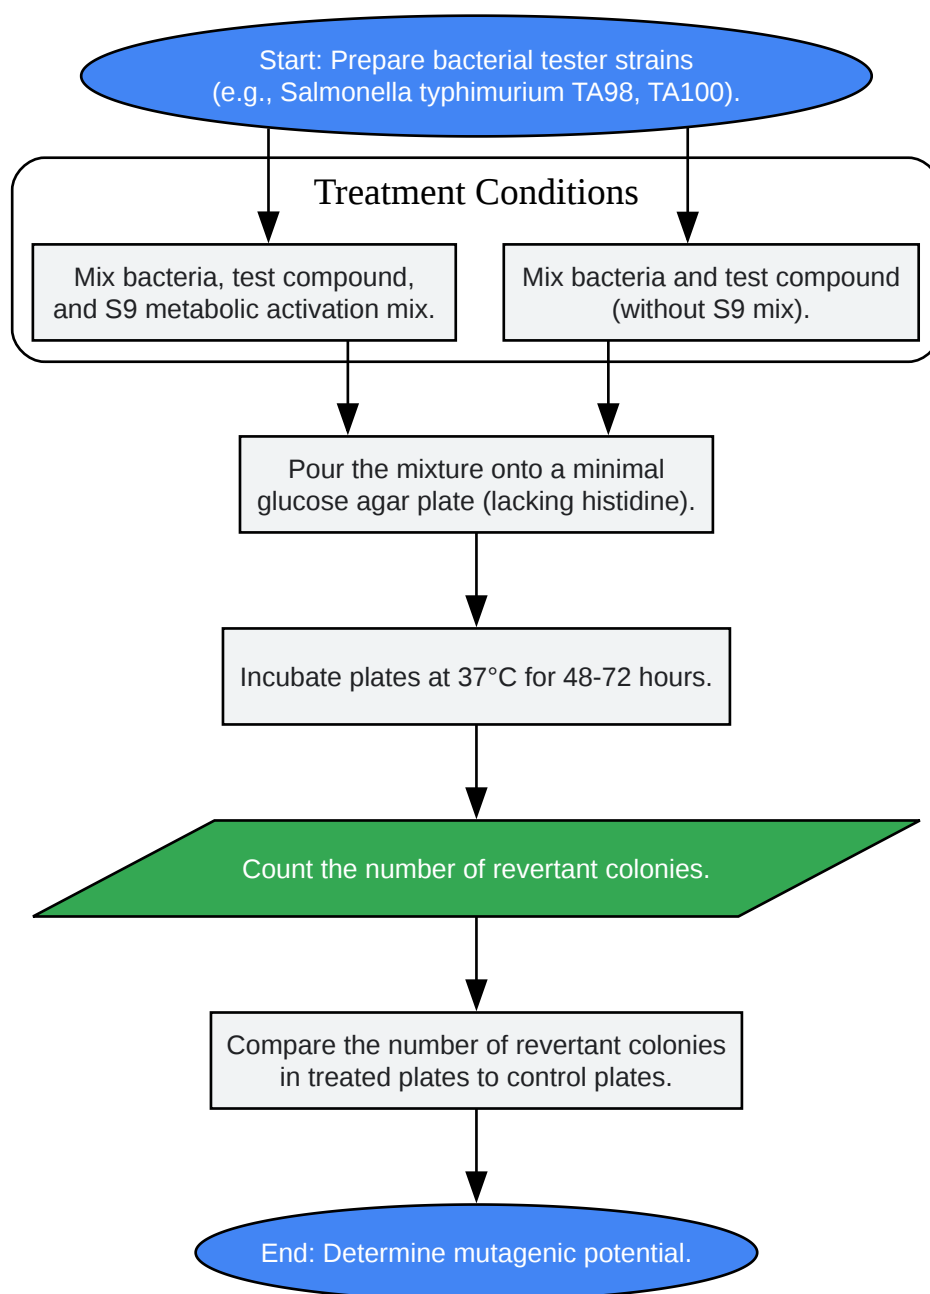 Start: Prepare bacterial tester strains
(e.g., Salmonella typhimurium TA98, TA100).
Treatment Conditions
Mix bacteria, test compound,
and S9 metabolic activation mix.
Mix bacteria and test compound
(without S9 mix).
Pour the mixture onto a minimal
glucose agar plate (lacking histidine).
Incubate plates at 37°C for 48-72 hours.
Count the number of revertant colonies.
Compare the number of revertant colonies
in treated plates to control plates.
End: Determine mutagenic potential.